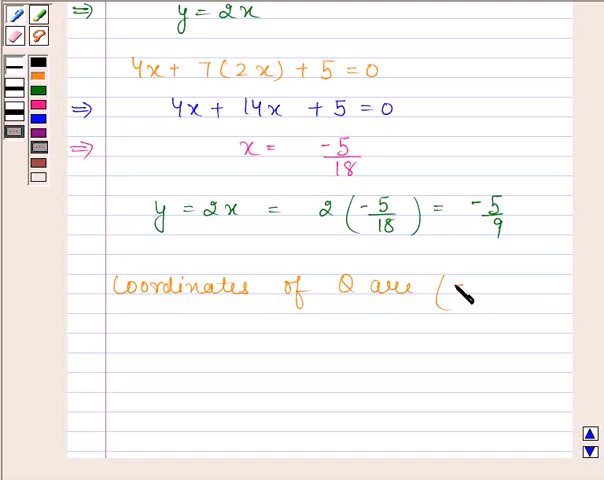 ⇒ y = 2x
4x + 7(2x) + 5 = 0
⇒ 4x + 14x + 5 = 0
⇒ x = -5/18
y = 2x = 2(-5/18) = -5/9
Coordinates of Q are (